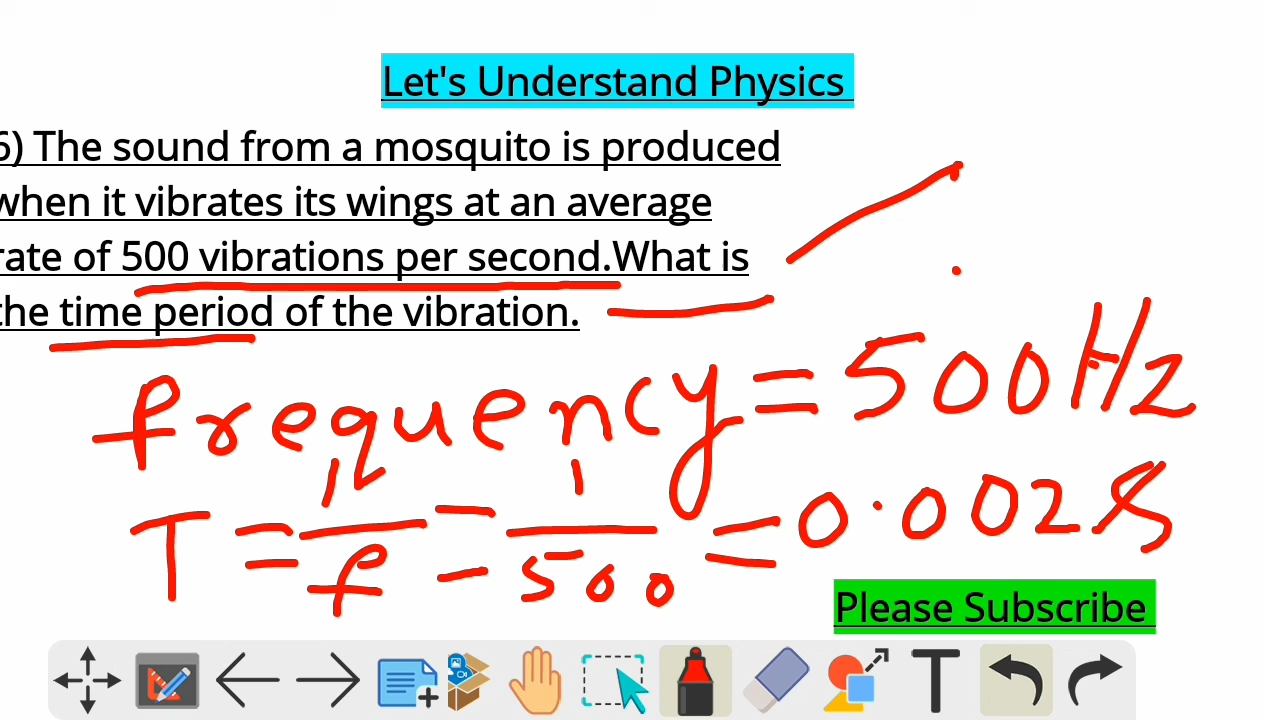 Let's Understand Physics
6) The sound from a mosquito is produced
when it vibrates its wings at an average
rate of 500 vibrations per second.What is
the time period of the vibration.
frequency = 500Hz
T = 1/f = 1/500 = 0.002s
Please Subscribe
T